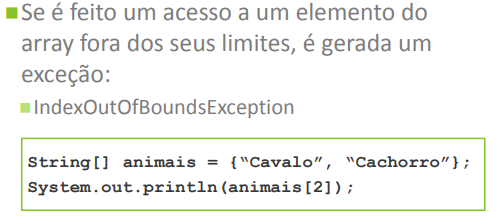 Se é feito um acesso a um elemento do
array fora dos seus limites, é gerada um
exceção:
IndexOutOfBoundsException
String[] animais = {“Cavalo”, “Cachorro”};
System.out.println(animais[2]);